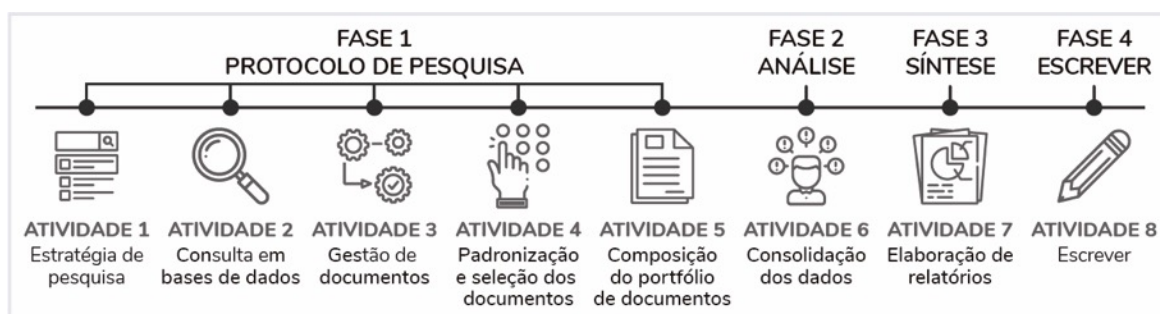 FASE 1
PROTOCOLO DE PESQUISA
FASE 2
ANÁLISE
FASE 3
SÍNTESE
FASE 4
ESCREVER
ATIVIDADE 1
Estratégia de
pesquisa
ATIVIDADE 2
Consulta em
bases de dados
ATIVIDADE 3
Gestão de
documentos
ATIVIDADE 4
Padronização
e seleção dos
documentos
ATIVIDADE 5
Composição
do portfólio
de documentos
ATIVIDADE 6
Consolidação
dos dados
ATIVIDADE 7
Elaboração de
relatórios
ATIVIDADE 8
Escrever